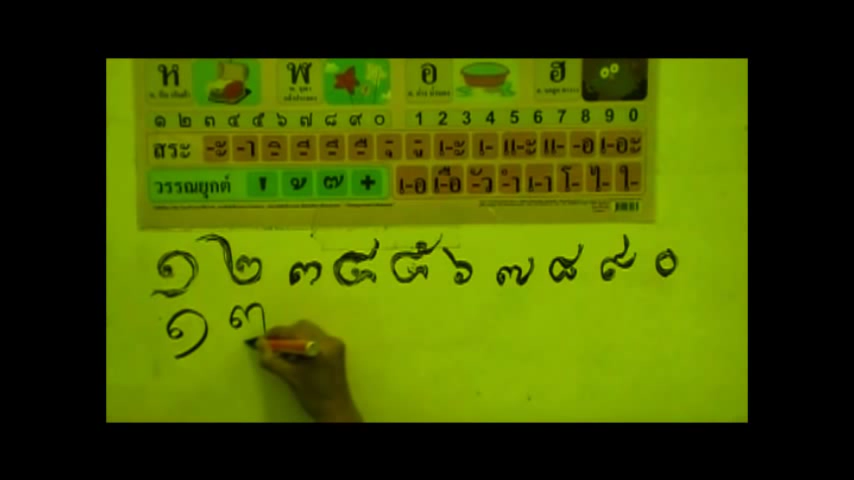 ห ฬ อ ฮ
๑ ๒ ๓ ๔ ๕ ๖ ๗ ๘ ๙ ๐ 1 2 3 4 5 6 7 8 9 0
สระ -ะ -า เ-ะ เ- แ-ะ แ- -อ เ-อะ
วรรณยุกต์ เ-อ เ-ือ -ัว -ำ เ-า โ- ไ- ใ-
๑ ๒ ๓ ๔ ๕ ๖ ๗ ๘ ๙ ๐
๑ ๓